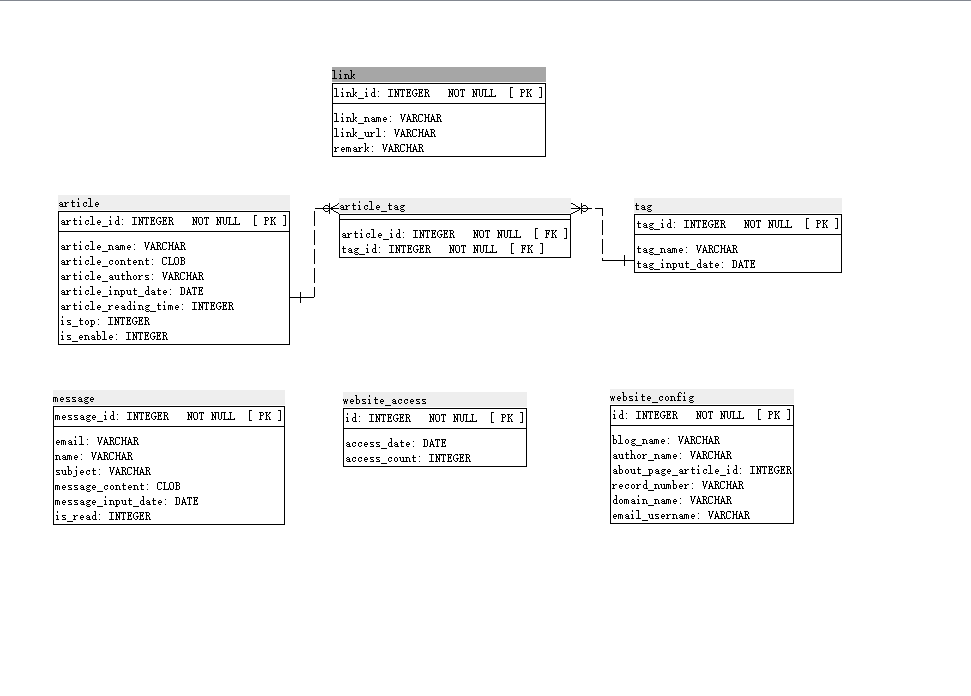 link
link_id: INTEGER NOT NULL [ PK ]
link_name: VARCHAR
link_url: VARCHAR
remark: VARCHAR
article
article_id: INTEGER NOT NULL [ PK ]
article_name: VARCHAR
article_content: CLOB
article_authors: VARCHAR
article_input_date: DATE
article_reading_time: INTEGER
is_top: INTEGER
is_enable: INTEGER
article_tag
article_id: INTEGER NOT NULL [ FK ]
tag_id: INTEGER NOT NULL [ FK ]
tag
tag_id: INTEGER NOT NULL [ PK ]
tag_name: VARCHAR
tag_input_date: DATE
message
message_id: INTEGER NOT NULL [ PK ]
email: VARCHAR
name: VARCHAR
subject: VARCHAR
message_content: CLOB
message_input_date: DATE
is_read: INTEGER
website_access
id: INTEGER NOT NULL [ PK ]
access_date: DATE
access_count: INTEGER
website_config
id: INTEGER NOT NULL [ PK ]
blog_name: VARCHAR
author_name: VARCHAR
about_page_article_id: INTEGER
record_number: VARCHAR
domain_name: VARCHAR
email_username: VARCHAR